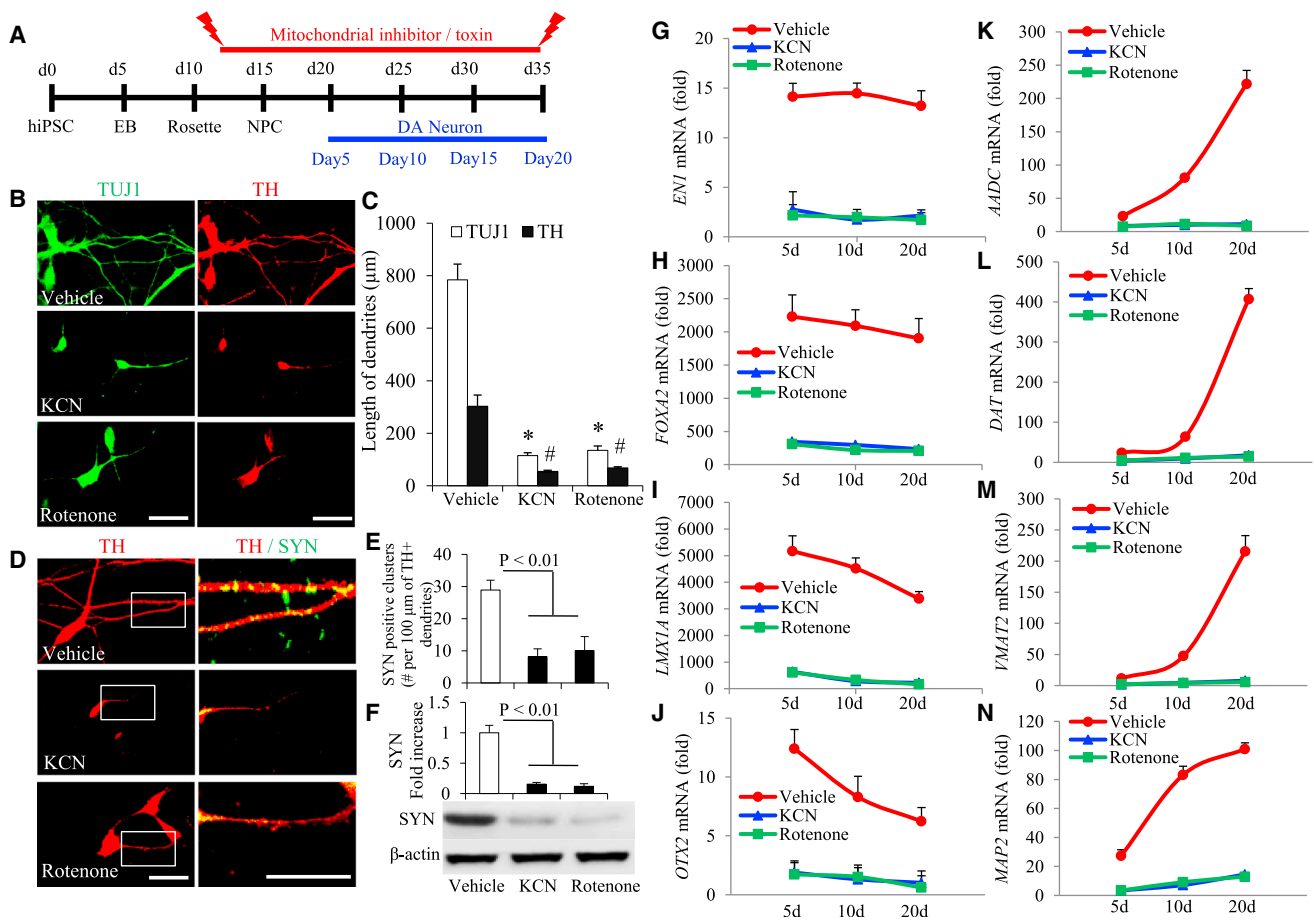 A
Mitochondrial inhibitor / toxin
d0 d5 d10 d15 d20 d25 d30 d35
hiPSC EB Rosette NPC DA Neuron
Day5 Day10 Day15 Day20
B
TUJ1 TH
Vehicle
KCN
Rotenone
C
Length of dendrites (µm)
1000
800
600
400
200
0
TUJ1 TH
* # * #
Vehicle KCN Rotenone
D
TH TH / SYN
Vehicle
KCN
Rotenone
E
SYN positive clusters
(# per 100 µm of TH+
dendrites)
40
30
20
10
0
P < 0.01
F
SYN
Fold increase
1.5
1
0.5
0
P < 0.01
SYN
β-actin
Vehicle KCN Rotenone
G
EN1 mRNA (fold)
20
15
10
5
0
Vehicle
KCN
Rotenone
5d 10d 20d
H
FOXA2 mRNA (fold)
3000
2500
2000
1500
1000
500
0
Vehicle
KCN
Rotenone
5d 10d 20d
I
LMX1A mRNA (fold)
7000
6000
5000
4000
3000
2000
1000
0
Vehicle
KCN
Rotenone
5d 10d 20d
J
OTX2 mRNA (fold)
15
10
5
0
Vehicle
KCN
Rotenone
5d 10d 20d
K
AADC mRNA (fold)
300
250
200
150
100
50
0
Vehicle
KCN
Rotenone
5d 10d 20d
L
DAT mRNA (fold)
500
400
300
200
100
0
Vehicle
KCN
Rotenone
5d 10d 20d
M
VMAT2 mRNA (fold)
300
250
200
150
100
50
0
Vehicle
KCN
Rotenone
5d 10d 20d
N
MAP2 mRNA (fold)
120
100
80
60
40
20
0
Vehicle
KCN
Rotenone
5d 10d 20d